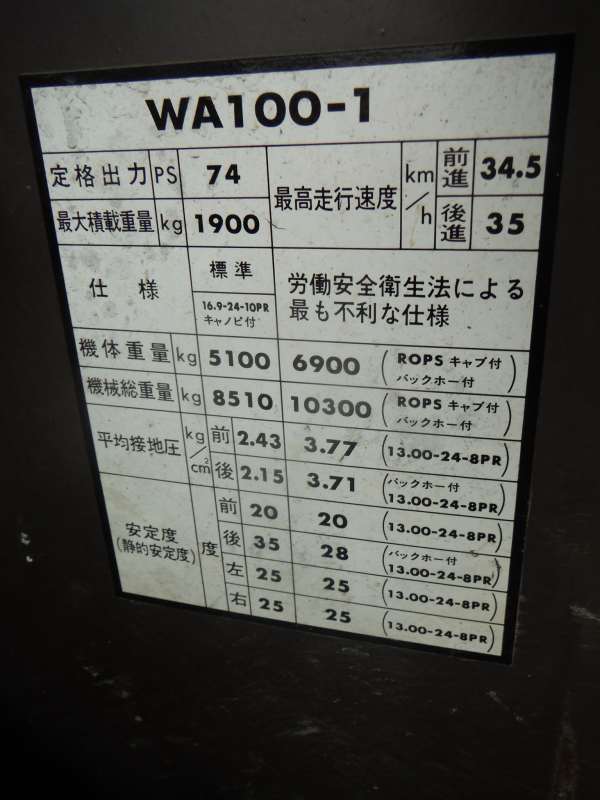 WA100-1
定格出力 PS 74 最高走行速度 km/h 前進 34.5
最大積載重量 kg 1900 後進 35
仕様 標準 16.9-24-10PR キャノピ付 労働安全衛生法による
最も不利な仕様
機体重量 kg 5100 6900 (ROPS キャブ付 バックホー付)
機械総重量 kg 8510 10300 (ROPS キャブ付 バックホー付)
平均接地圧 kg/cm² 前 2.43 3.77 (13.00-24-8PR)
後 2.15 3.71 (バックホー付 13.00-24-8PR)
安定度 (静的安定度) 度 前 20 20 (13.00-24-8PR)
後 35 28 (バックホー付 13.00-24-8PR)
左 25 25 (13.00-24-8PR)
右 25 25 (13.00-24-8PR)